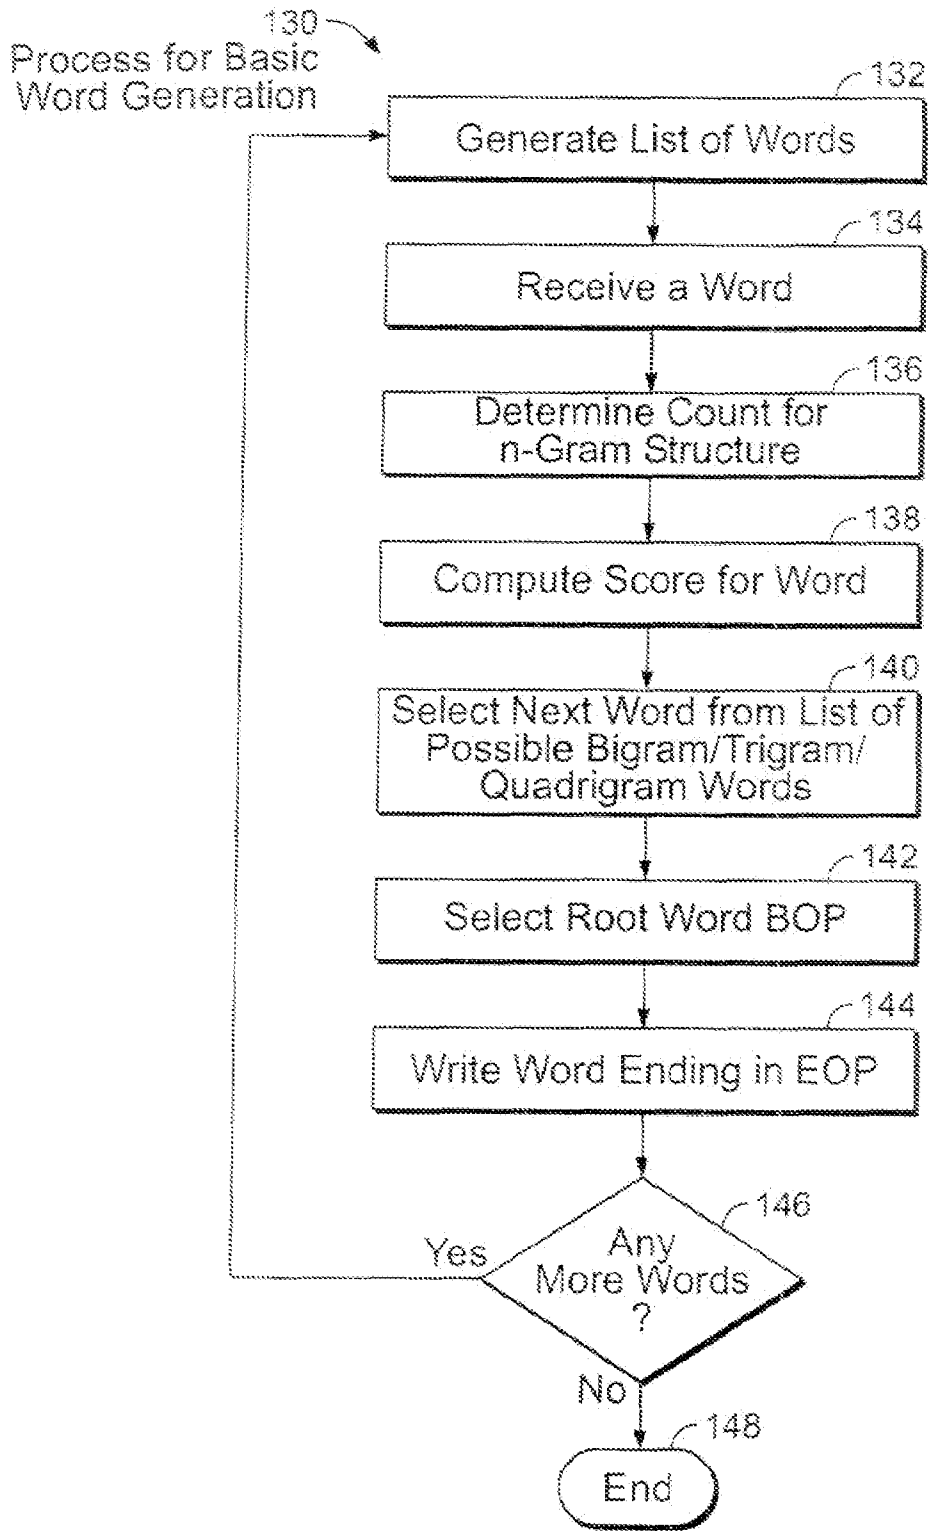 130
Process for Basic
Word Generation
132
Generate List of Words
134
Receive a Word
136
Determine Count for
n-Gram Structure
138
Compute Score for Word
140
Select Next Word from List of
Possible Bigram/Trigram/
Quadrigram Words
142
Select Root Word BOP
144
Write Word Ending in EOP
146
Any
More Words
?
Yes
No
148
End